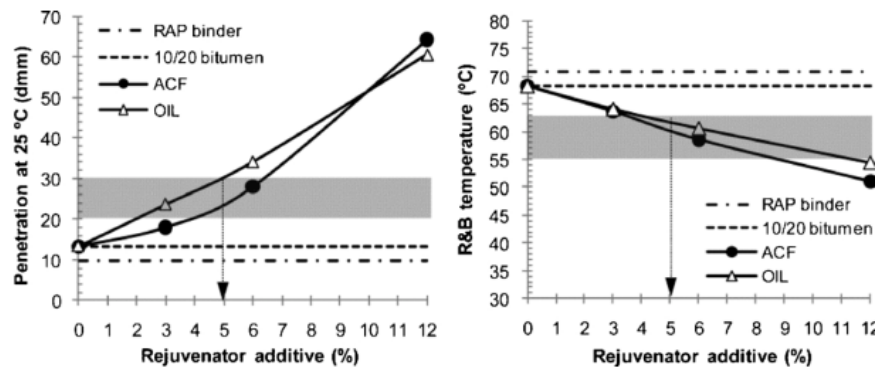 Penetration at 25 °C (dmm)
70
60
50
40
30
20
10
0
RAP binder
10/20 bitumen
ACF
OIL
0 1 2 3 4 5 6 7 8 9 10 11 12
Rejuvenator additive (%)
R&B temperature (°C)
80
75
70
65
60
55
50
45
40
35
30
RAP binder
10/20 bitumen
ACF
OIL
0 1 2 3 4 5 6 7 8 9 10 11 12
Rejuvenator additive (%)